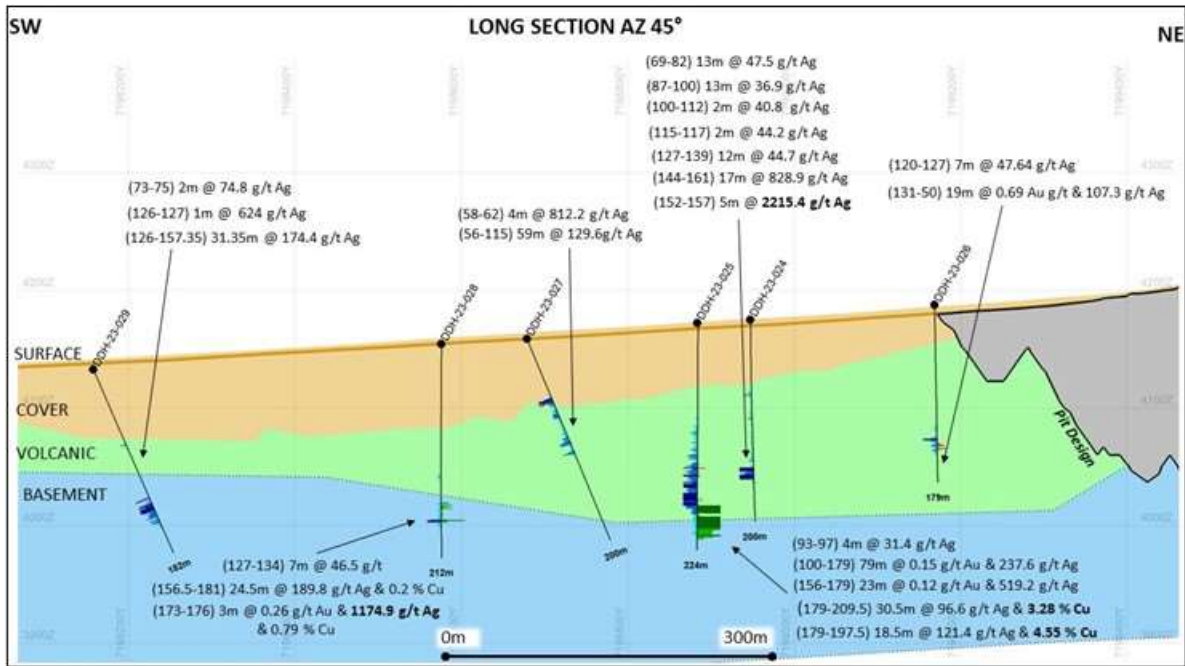 SW
LONG SECTION AZ 45°
NE
(69-82) 13m @ 47.5 g/t Ag
(87-100) 13m @ 36.9 g/t Ag
(100-112) 2m @ 40.8 g/t Ag
(115-117) 2m @ 44.2 g/t Ag
(127-139) 12m @ 44.7 g/t Ag
(144-161) 17m @ 828.9 g/t Ag
(152-157) 5m @ 2215.4 g/t Ag
(120-127) 7m @ 47.64 g/t Ag
(131-50) 19m @ 0.69 Au g/t & 107.3 g/t Ag
(73-75) 2m @ 74.8 g/t Ag
(126-127) 1m @ 624 g/t Ag
(126-157.35) 31.35m @ 174.4 g/t Ag
(58-62) 4m @ 812.2 g/t Ag
(56-115) 59m @ 129.6g/t Ag
DDH-23-029
DDH-23-028
DDH-23-027
DDH-23-025
DDH-23-024
DDH-23-026
SURFACE
COVER
VOLCANIC
BASEMENT
Pit Design
182m
212m
200m
224m
200m
179m
(127-134) 7m @ 46.5 g/t
(156.5-181) 24.5m @ 189.8 g/t Ag & 0.2 % Cu
(173-176) 3m @ 0.26 g/t Au & 1174.9 g/t Ag
& 0.79 % Cu
(93-97) 4m @ 31.4 g/t Ag
(100-179) 79m @ 0.15 g/t Au & 237.6 g/t Ag
(156-179) 23m @ 0.12 g/t Au & 519.2 g/t Ag
(179-209.5) 30.5m @ 96.6 g/t Ag & 3.28 % Cu
(179-197.5) 18.5m @ 121.4 g/t Ag & 4.55 % Cu
0m
300m